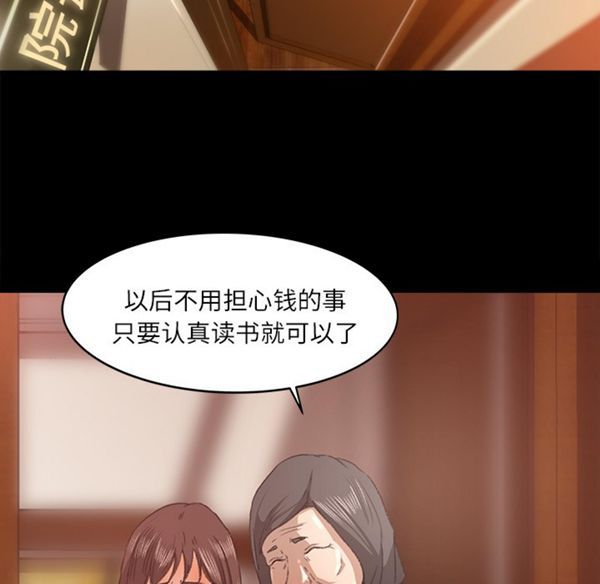 院
以后不用担心钱的事
只要认真读书就可以了